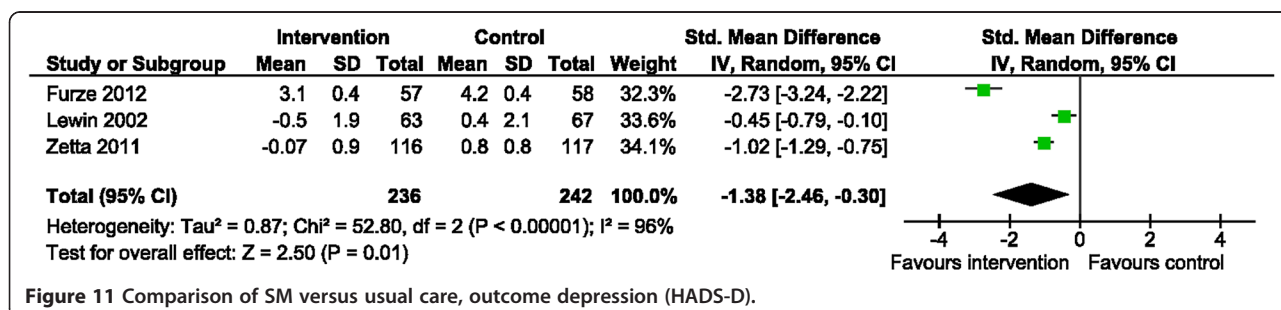 Intervention Control Std. Mean Difference Std. Mean Difference
Study or Subgroup Mean SD Total Mean SD Total Weight IV, Random, 95% CI IV, Random, 95% CI
Furze 2012 3.1 0.4 57 4.2 0.4 58 32.3% -2.73 [-3.24, -2.22]
Lewin 2002 -0.5 1.9 63 0.4 2.1 67 33.6% -0.45 [-0.79, -0.10]
Zetta 2011 -0.07 0.9 116 0.8 0.8 117 34.1% -1.02 [-1.29, -0.75]
Total (95% CI) 236 242 100.0% -1.38 [-2.46, -0.30]
Heterogeneity: Tau² = 0.87; Chi² = 52.80, df = 2 (P < 0.00001); I² = 96%
Test for overall effect: Z = 2.50 (P = 0.01)
-4 -2 0 2 4
Favours intervention Favours control
Figure 11 Comparison of SM versus usual care, outcome depression (HADS-D).